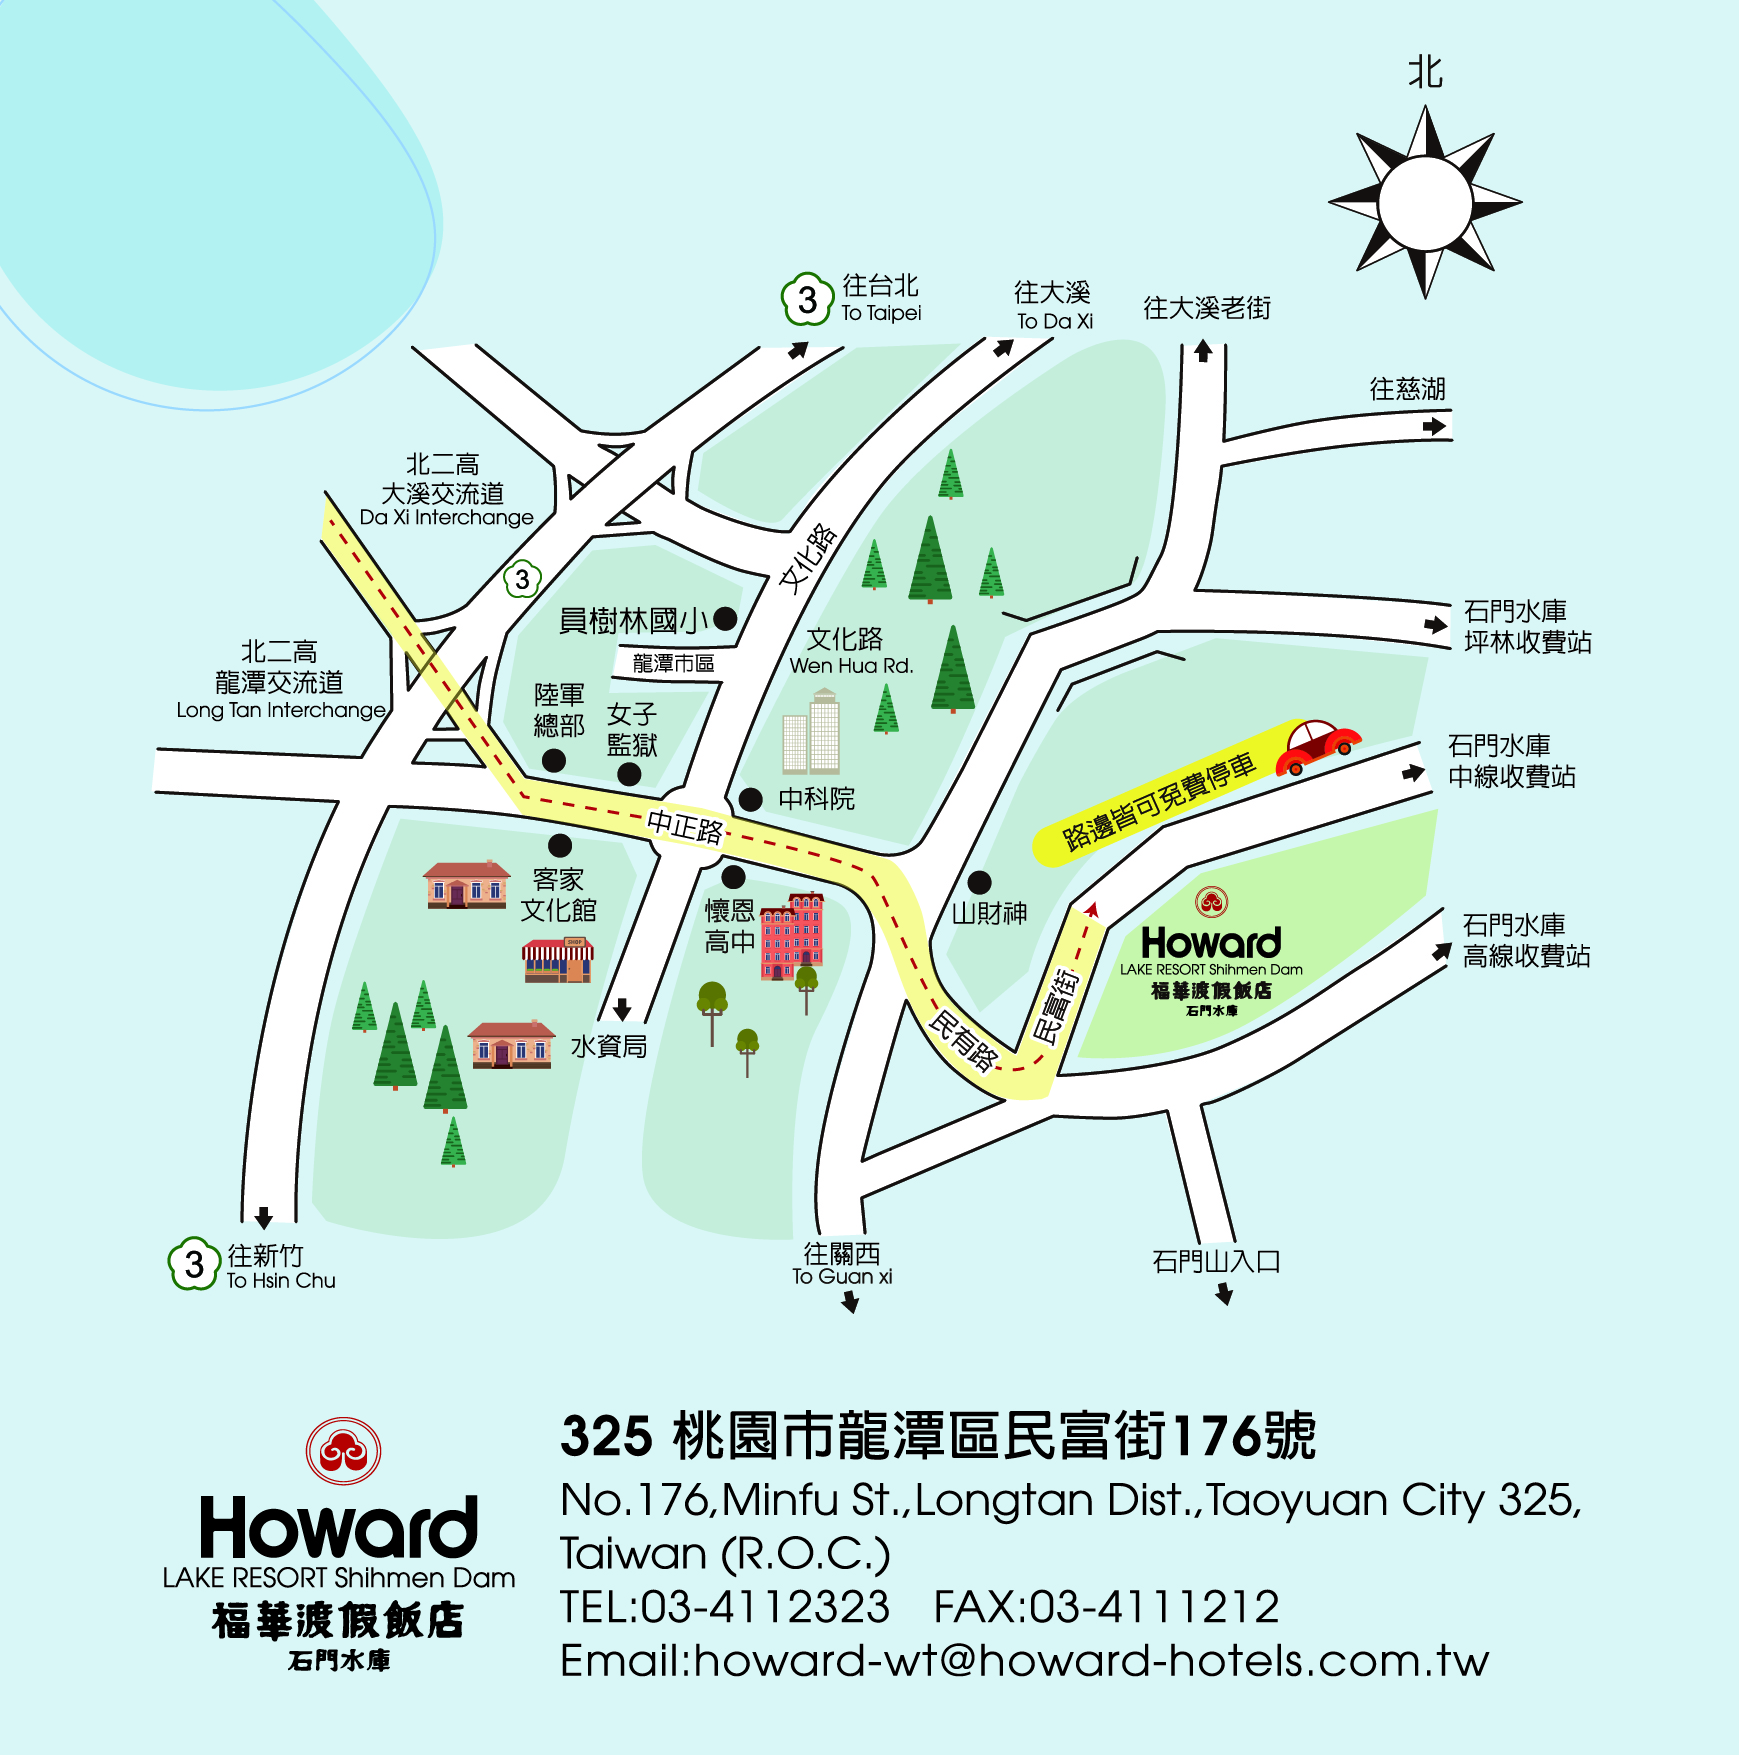 北
3
往台北
To Taipei
往大溪
To Da Xi
往大溪老街
往慈湖
北二高
大溪交流道
Da Xi Interchange
3
文化路
員樹林國小
龍潭市區
文化路
Wen Hua Rd.
石門水庫
坪林收費站
北二高
龍潭交流道
Long Tan Interchange
陸軍
總部
女子
監獄
中科院
石門水庫
中線收費站
路邊皆可免費停車
中正路
客家
文化館
SHOP
懷恩
高中
山財神
石門水庫
高線收費站
Howard
LAKE RESORT Shihmen Dam
福華渡假飯店
石門水庫
民富街
民有路
水資局
3
往新竹
To Hsin Chu
往關西
To Guan xi
石門山入口
Howard
LAKE RESORT Shihmen Dam
福華渡假飯店
石門水庫
325 桃園市龍潭區民富街176號
No.176,Minfu St.,Longtan Dist.,Taoyuan City 325,
Taiwan (R.O.C.)
TEL:03-4112323 FAX:03-4111212
Email:howard-wt@howard-hotels.com.tw